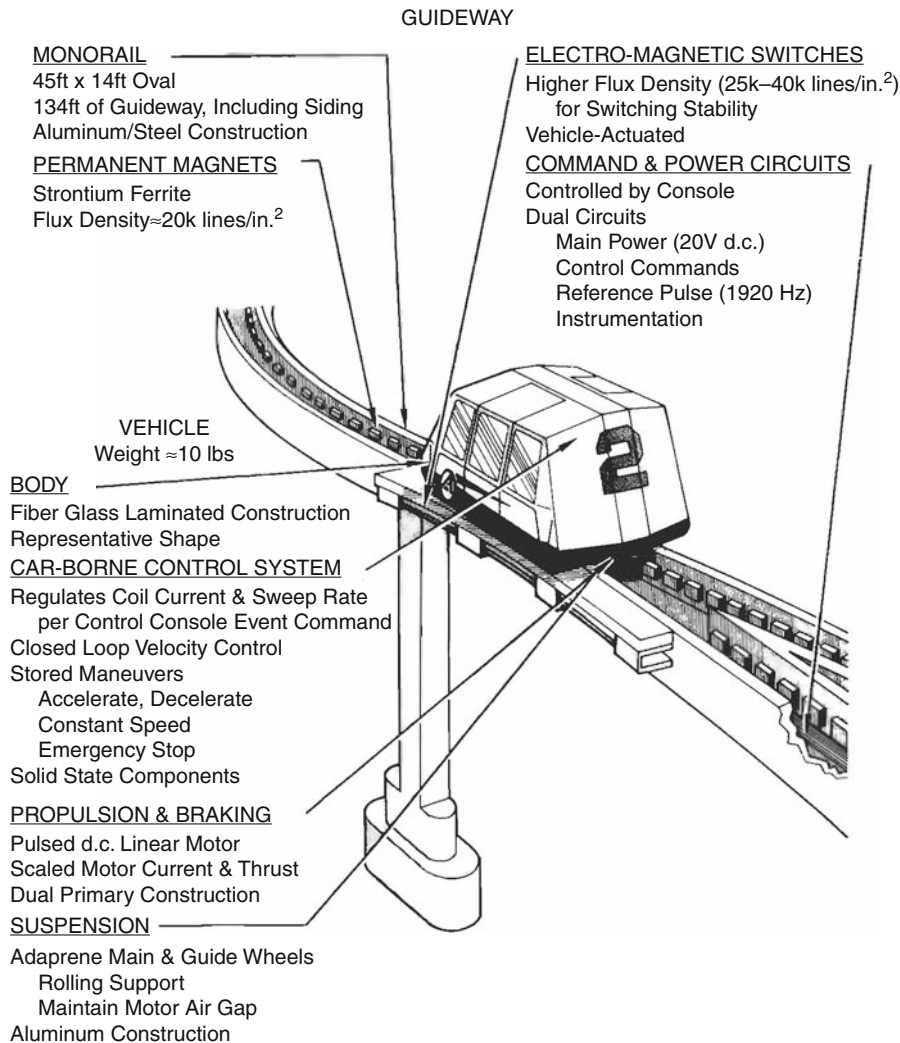 GUIDEWAY
MONORAIL
45ft x 14ft Oval
134ft of Guideway, Including Siding
Aluminum/Steel Construction
PERMANENT MAGNETS
Strontium Ferrite
Flux Density≈20k lines/in.²
ELECTRO-MAGNETIC SWITCHES
Higher Flux Density (25k–40k lines/in.²)
for Switching Stability
Vehicle-Actuated
COMMAND & POWER CIRCUITS
Controlled by Console
Dual Circuits
Main Power (20V d.c.)
Control Commands
Reference Pulse (1920 Hz)
Instrumentation
VEHICLE
Weight ≈10 lbs
BODY
Fiber Glass Laminated Construction
Representative Shape
CAR-BORNE CONTROL SYSTEM
Regulates Coil Current & Sweep Rate
per Control Console Event Command
Closed Loop Velocity Control
Stored Maneuvers
Accelerate, Decelerate
Constant Speed
Emergency Stop
Solid State Components
PROPULSION & BRAKING
Pulsed d.c. Linear Motor
Scaled Motor Current & Thrust
Dual Primary Construction
SUSPENSION
Adaprene Main & Guide Wheels
Rolling Support
Maintain Motor Air Gap
Aluminum Construction
2